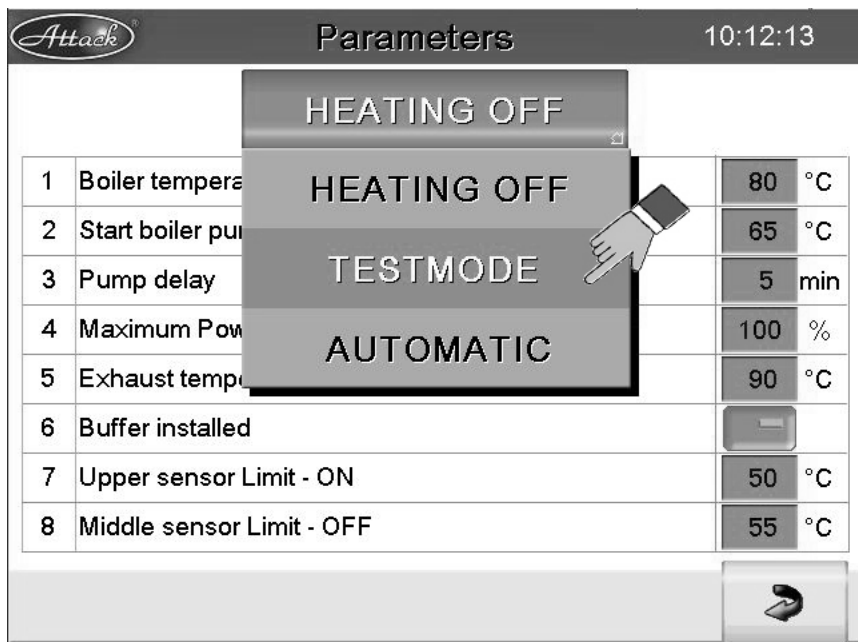 Attack Parameters 10:12:13
HEATING OFF
HEATING OFF
TESTMODE
AUTOMATIC
1 Boiler tempera 80 °C
2 Start boiler pu 65 °C
3 Pump delay 5 min
4 Maximum Pow 100 %
5 Exhaust temp 90 °C
6 Buffer installed
7 Upper sensor Limit - ON 50 °C
8 Middle sensor Limit - OFF 55 °C